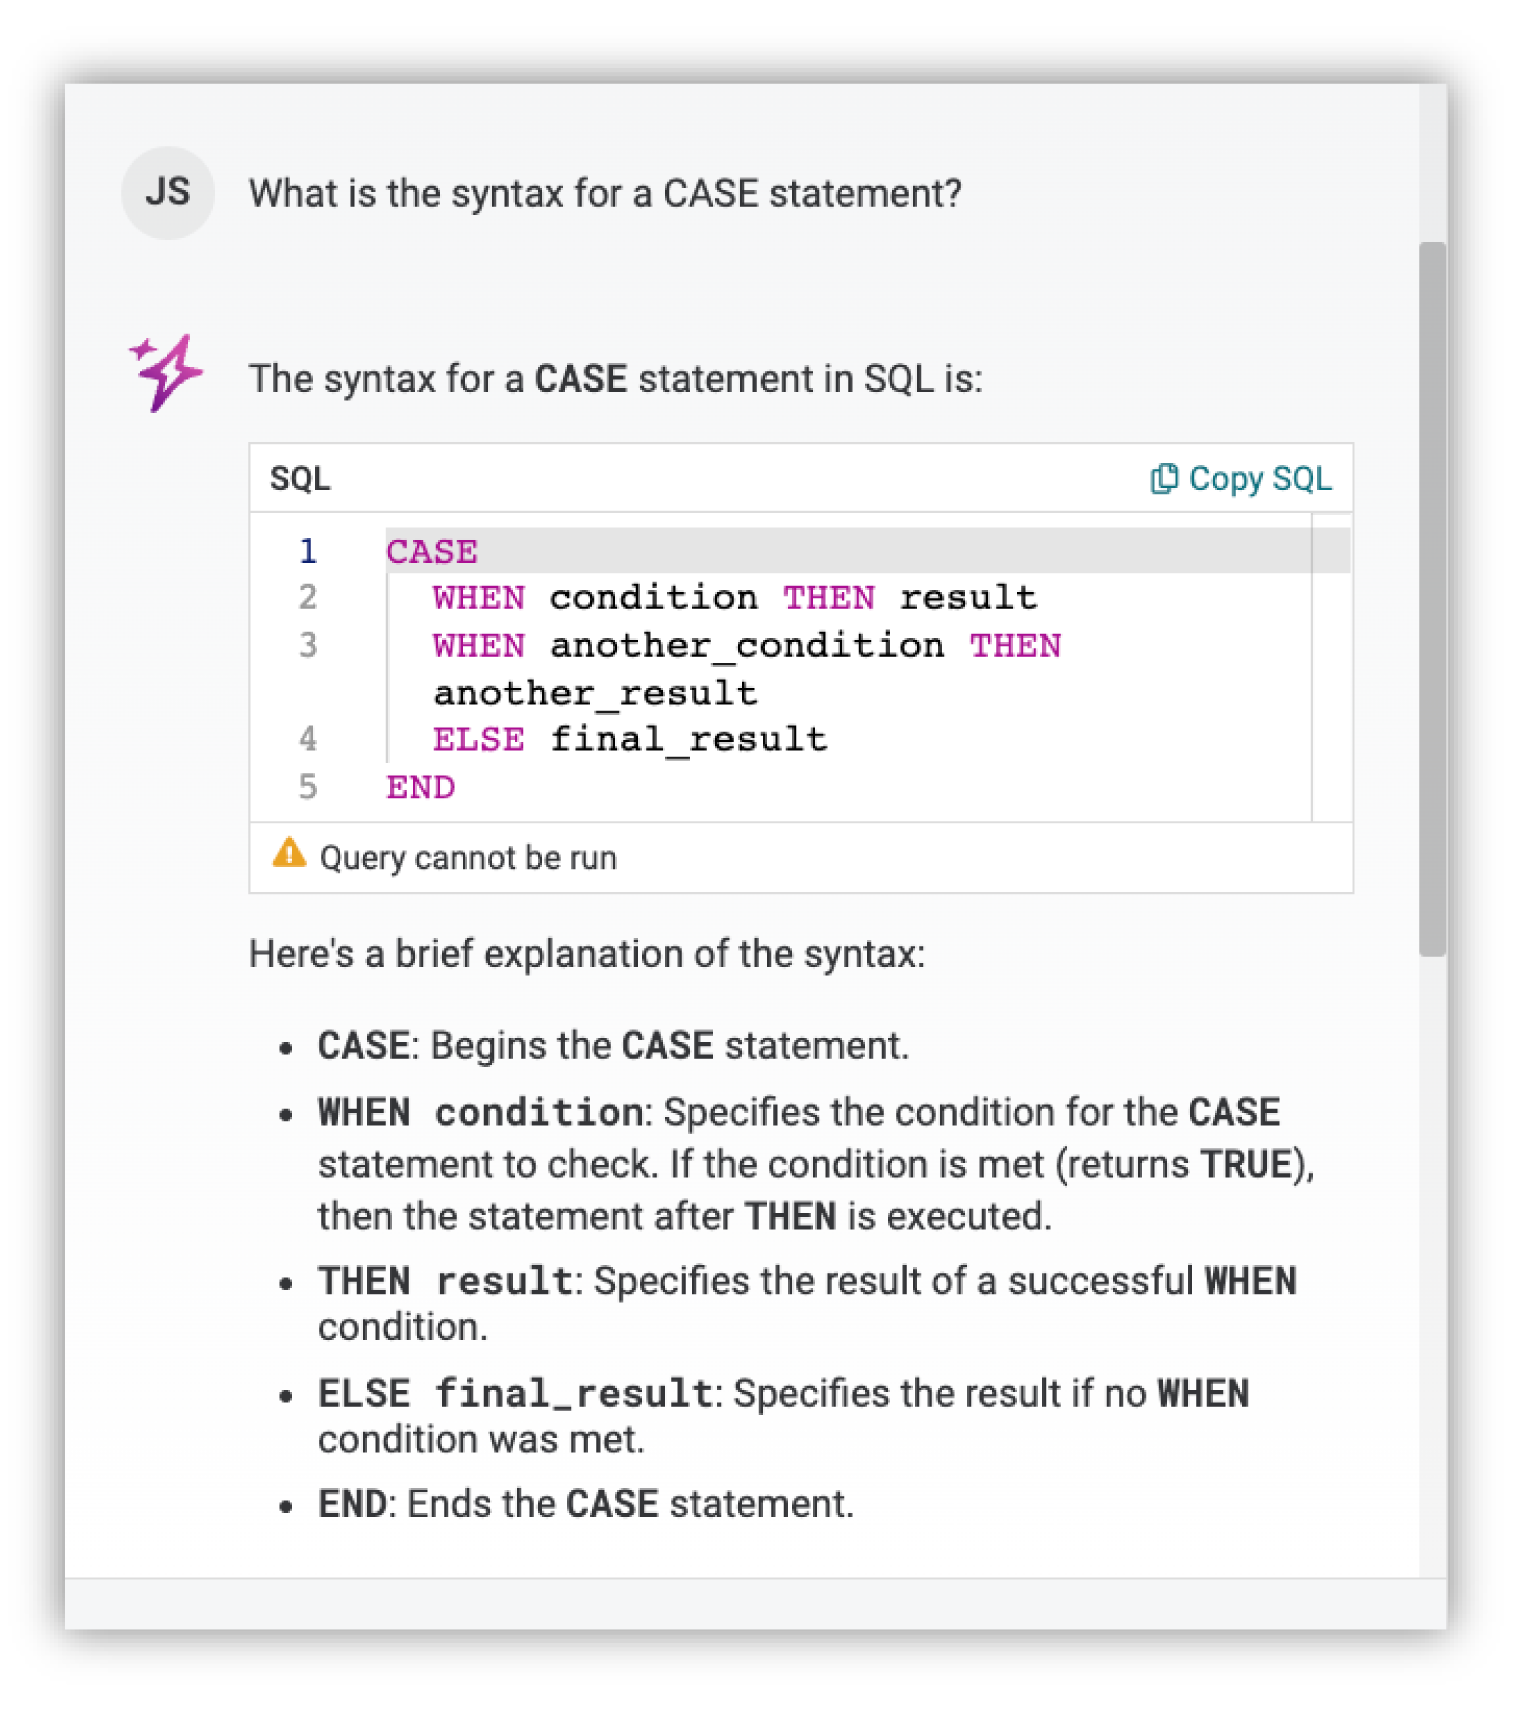 JS What is the syntax for a CASE statement?
The syntax for a CASE statement in SQL is:
SQL Copy SQL
1 CASE
2 WHEN condition THEN result
3 WHEN another_condition THEN
another_result
4 ELSE final_result
5 END
Query cannot be run
Here's a brief explanation of the syntax:
• CASE: Begins the CASE statement.
• WHEN condition: Specifies the condition for the CASE
statement to check. If the condition is met (returns TRUE),
then the statement after THEN is executed.
• THEN result: Specifies the result of a successful WHEN
condition.
• ELSE final_result: Specifies the result if no WHEN
condition was met.
• END: Ends the CASE statement.